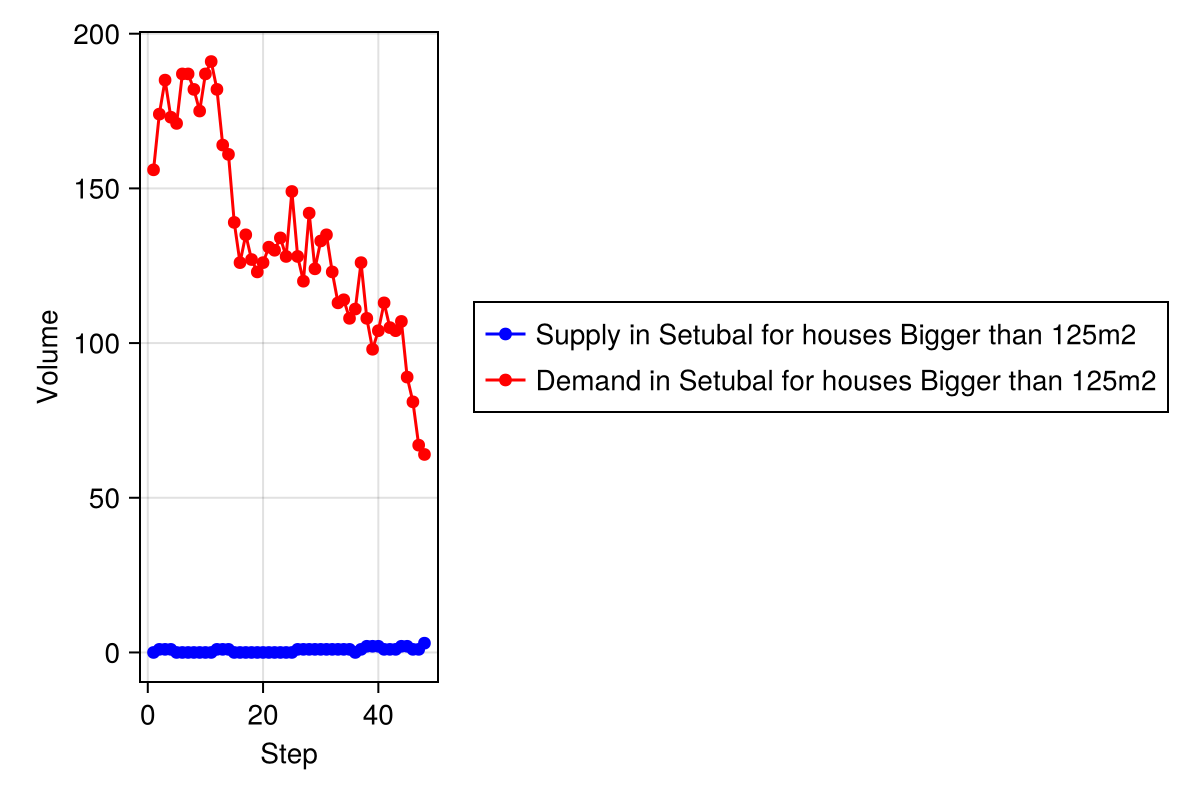 200
150
100
50
0
Volume
0 20 40
Step
Supply in Setubal for houses Bigger than 125m2
Demand in Setubal for houses Bigger than 125m2